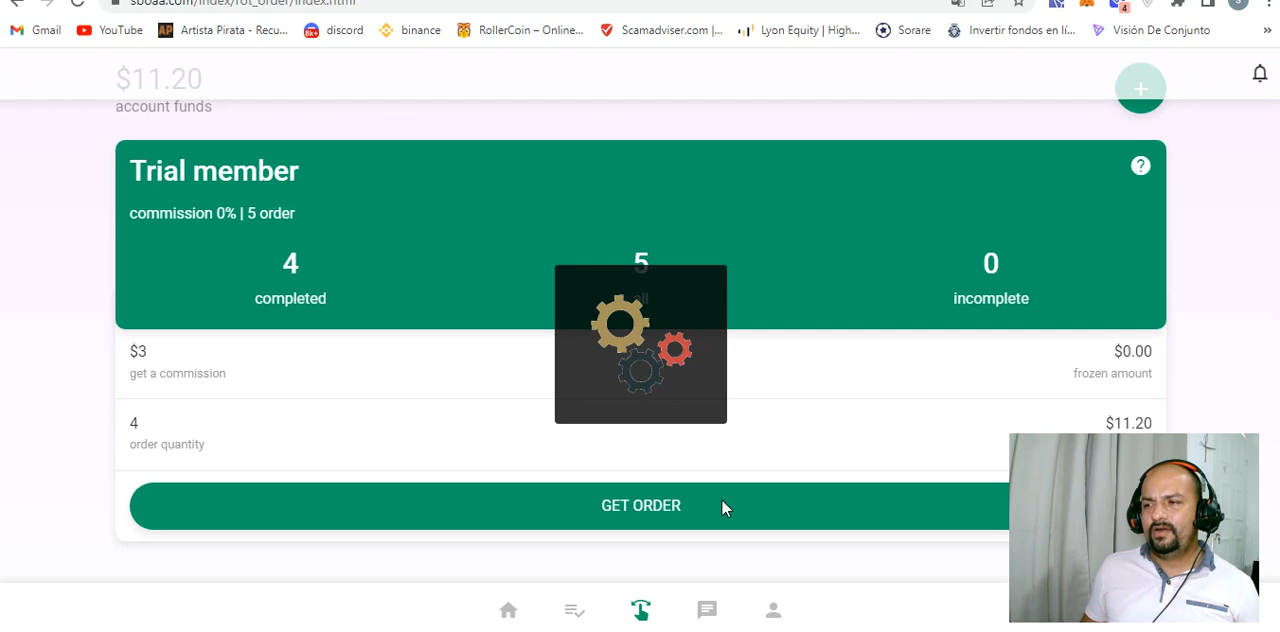 sboaa.com/index/rot_order/index.html
4
Gmail
YouTube
Artista Pirata - Recu...
discord
binance
RollerCoin – Online...
Scamadviser.com |...
Lyon Equity | High...
Sorare
Invertir fondos en lí...
Visión De Conjunto
»
$11.20
account funds
+
Trial member
?
commission 0% | 5 order
4
5
0
completed
all
incomplete
$3
$0.00
get a commission
frozen amount
4
$11.20
order quantity
GET ORDER